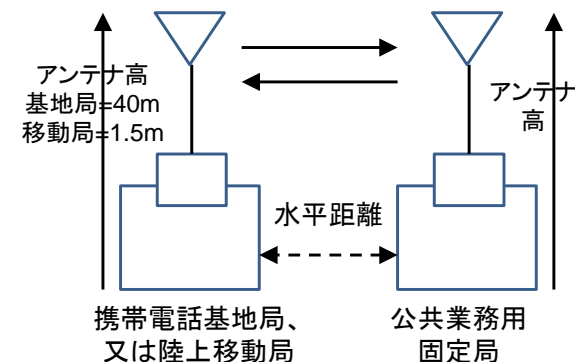 アンテナ高
基地局=40m
移動局=1.5m
アンテナ
高
水平距離
携帯電話基地局、
又は陸上移動局
公共業務用
固定局